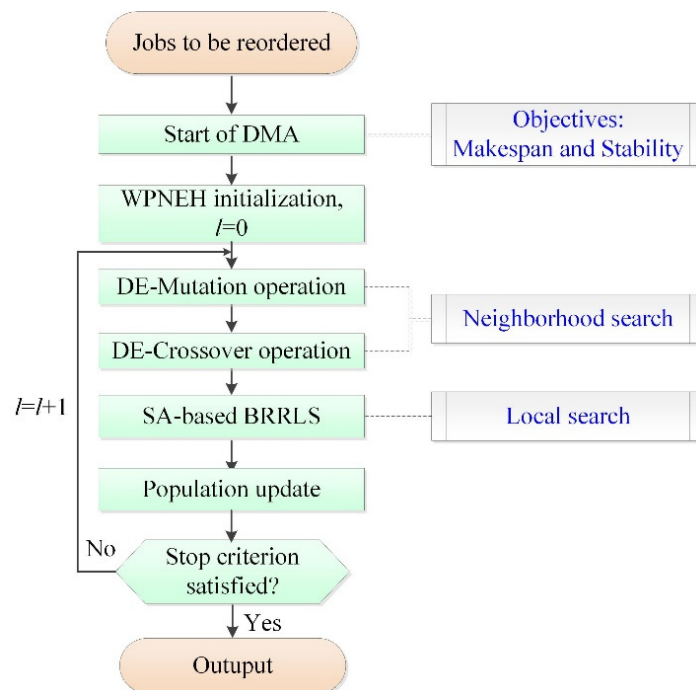 Jobs to be reordered
Start of DMA
Objectives:
Makespan and Stability
WPNEH initialization,
l=0
DE-Mutation operation
Neighborhood search
DE-Crossover operation
l=l+1
SA-based BRRLS
Local search
Population update
No
Stop criterion
satisfied?
Yes
Outuput